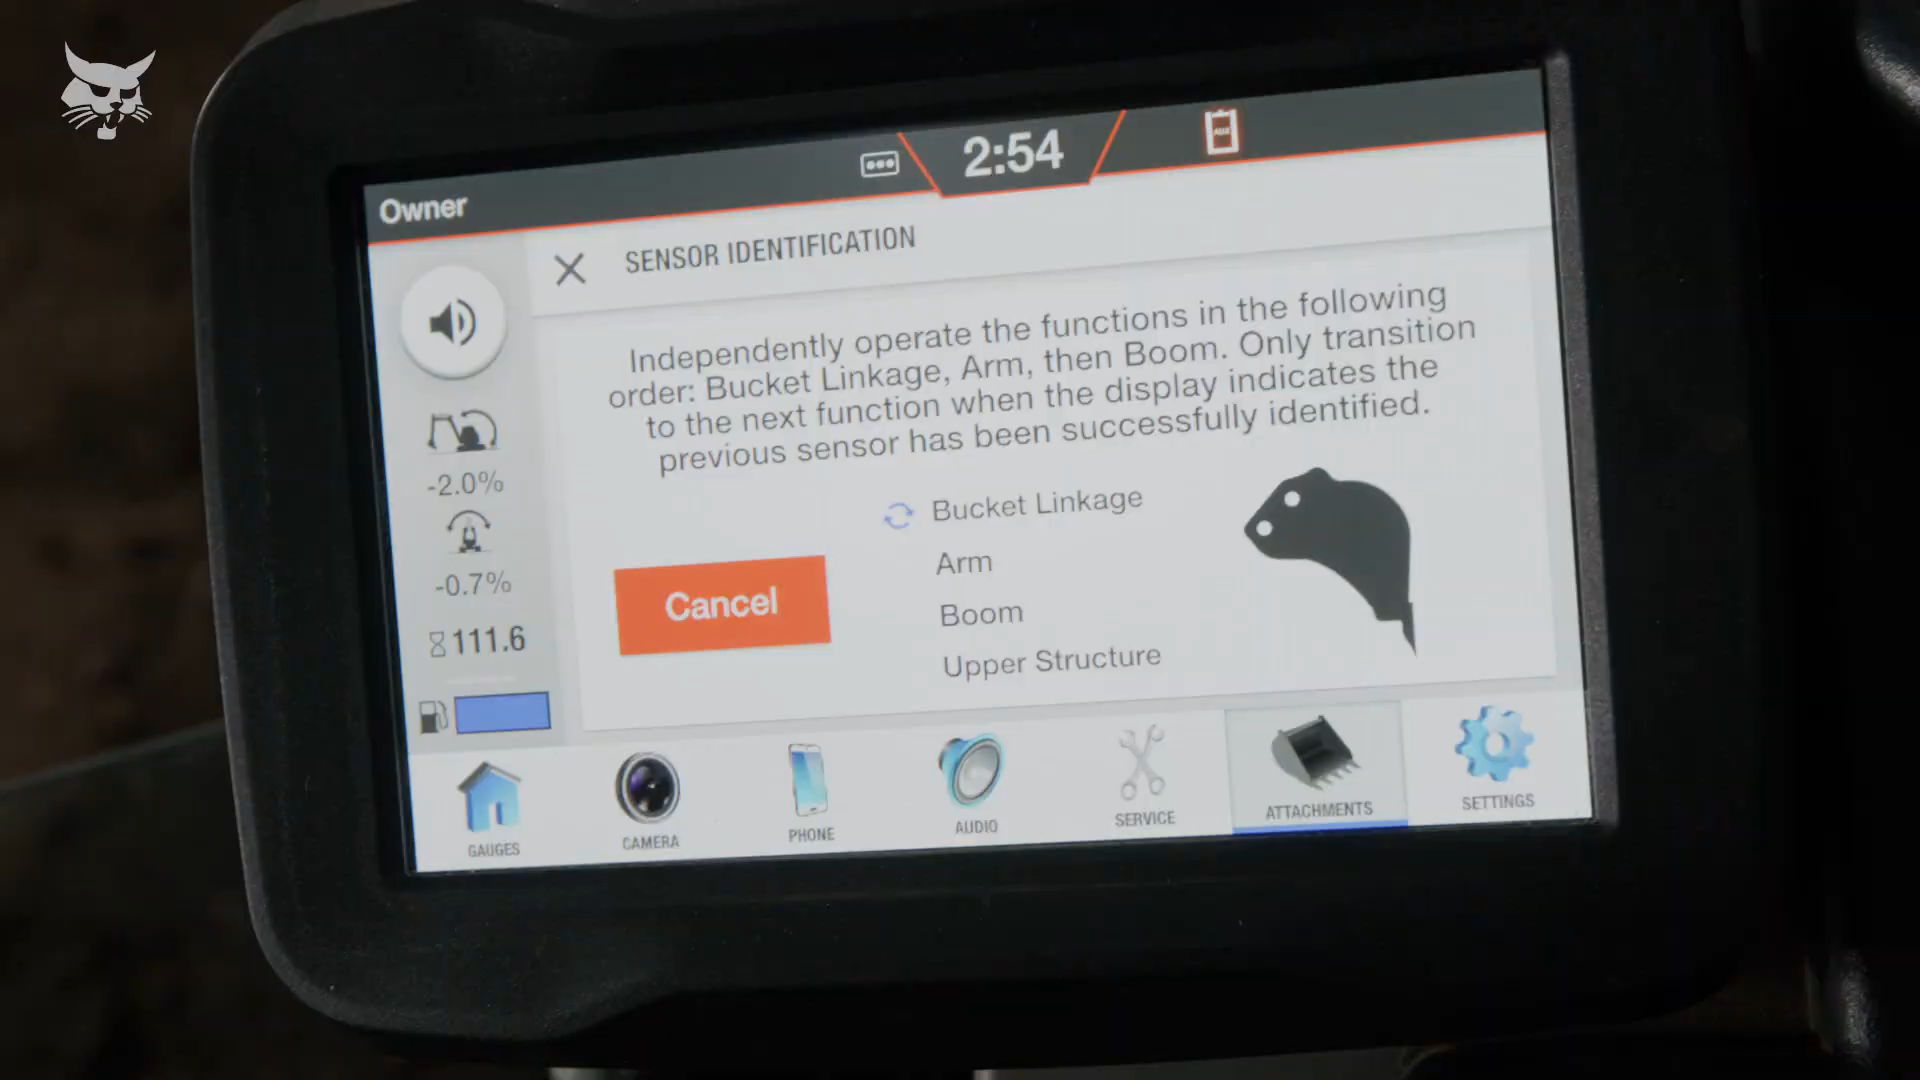 2:54
Owner
SENSOR IDENTIFICATION
Independently operate the functions in the following
order: Bucket Linkage, Arm, then Boom. Only transition
to the next function when the display indicates the
previous sensor has been successfully identified.
-2.0%
-0.7%
111.6
Bucket Linkage
Arm
Boom
Upper Structure
Cancel
GAUGES
CAMERA
PHONE
AUDIO
SERVICE
ATTACHMENTS
SETTINGS